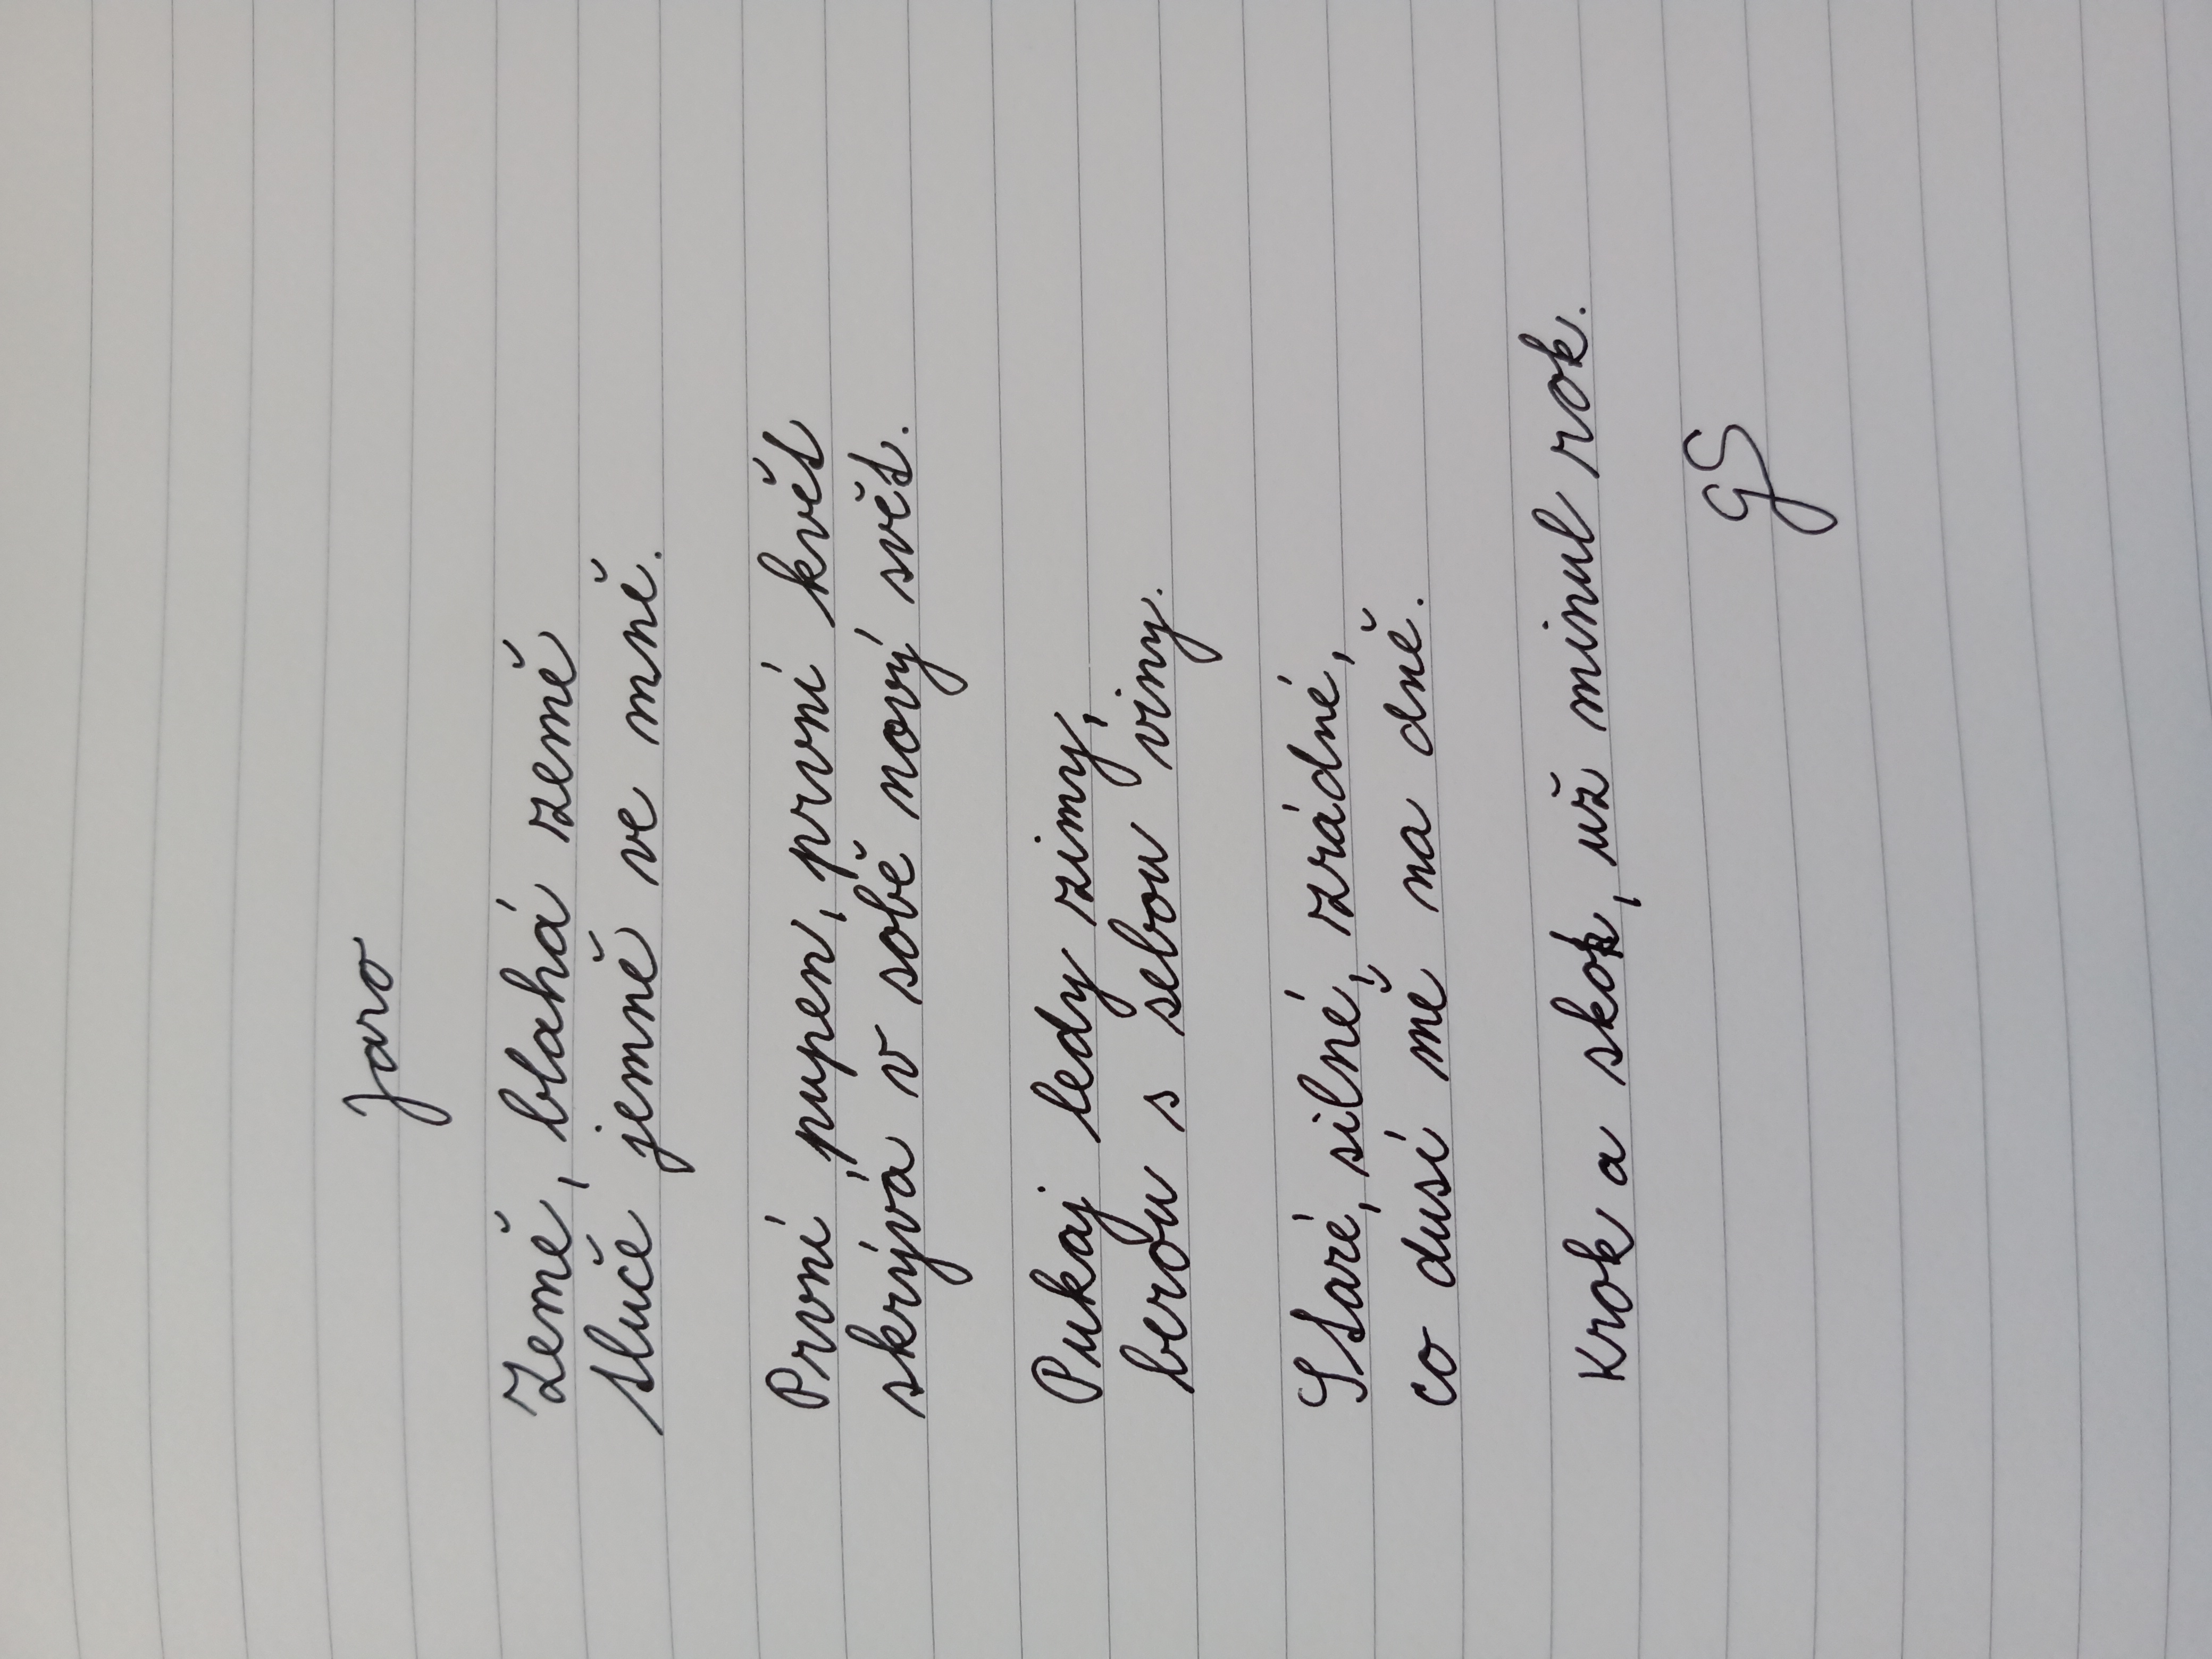 Jaro
Země, blahá země
tluče jemně ve mně.
První pupen, první květ
skrývá v sobě nový svět.
Pukaj ledy zimy,
berou s sebou viny.
Staré, silné, zrádné,
co dusí mě na dně.
Krok a skok, už minul rok.
GS